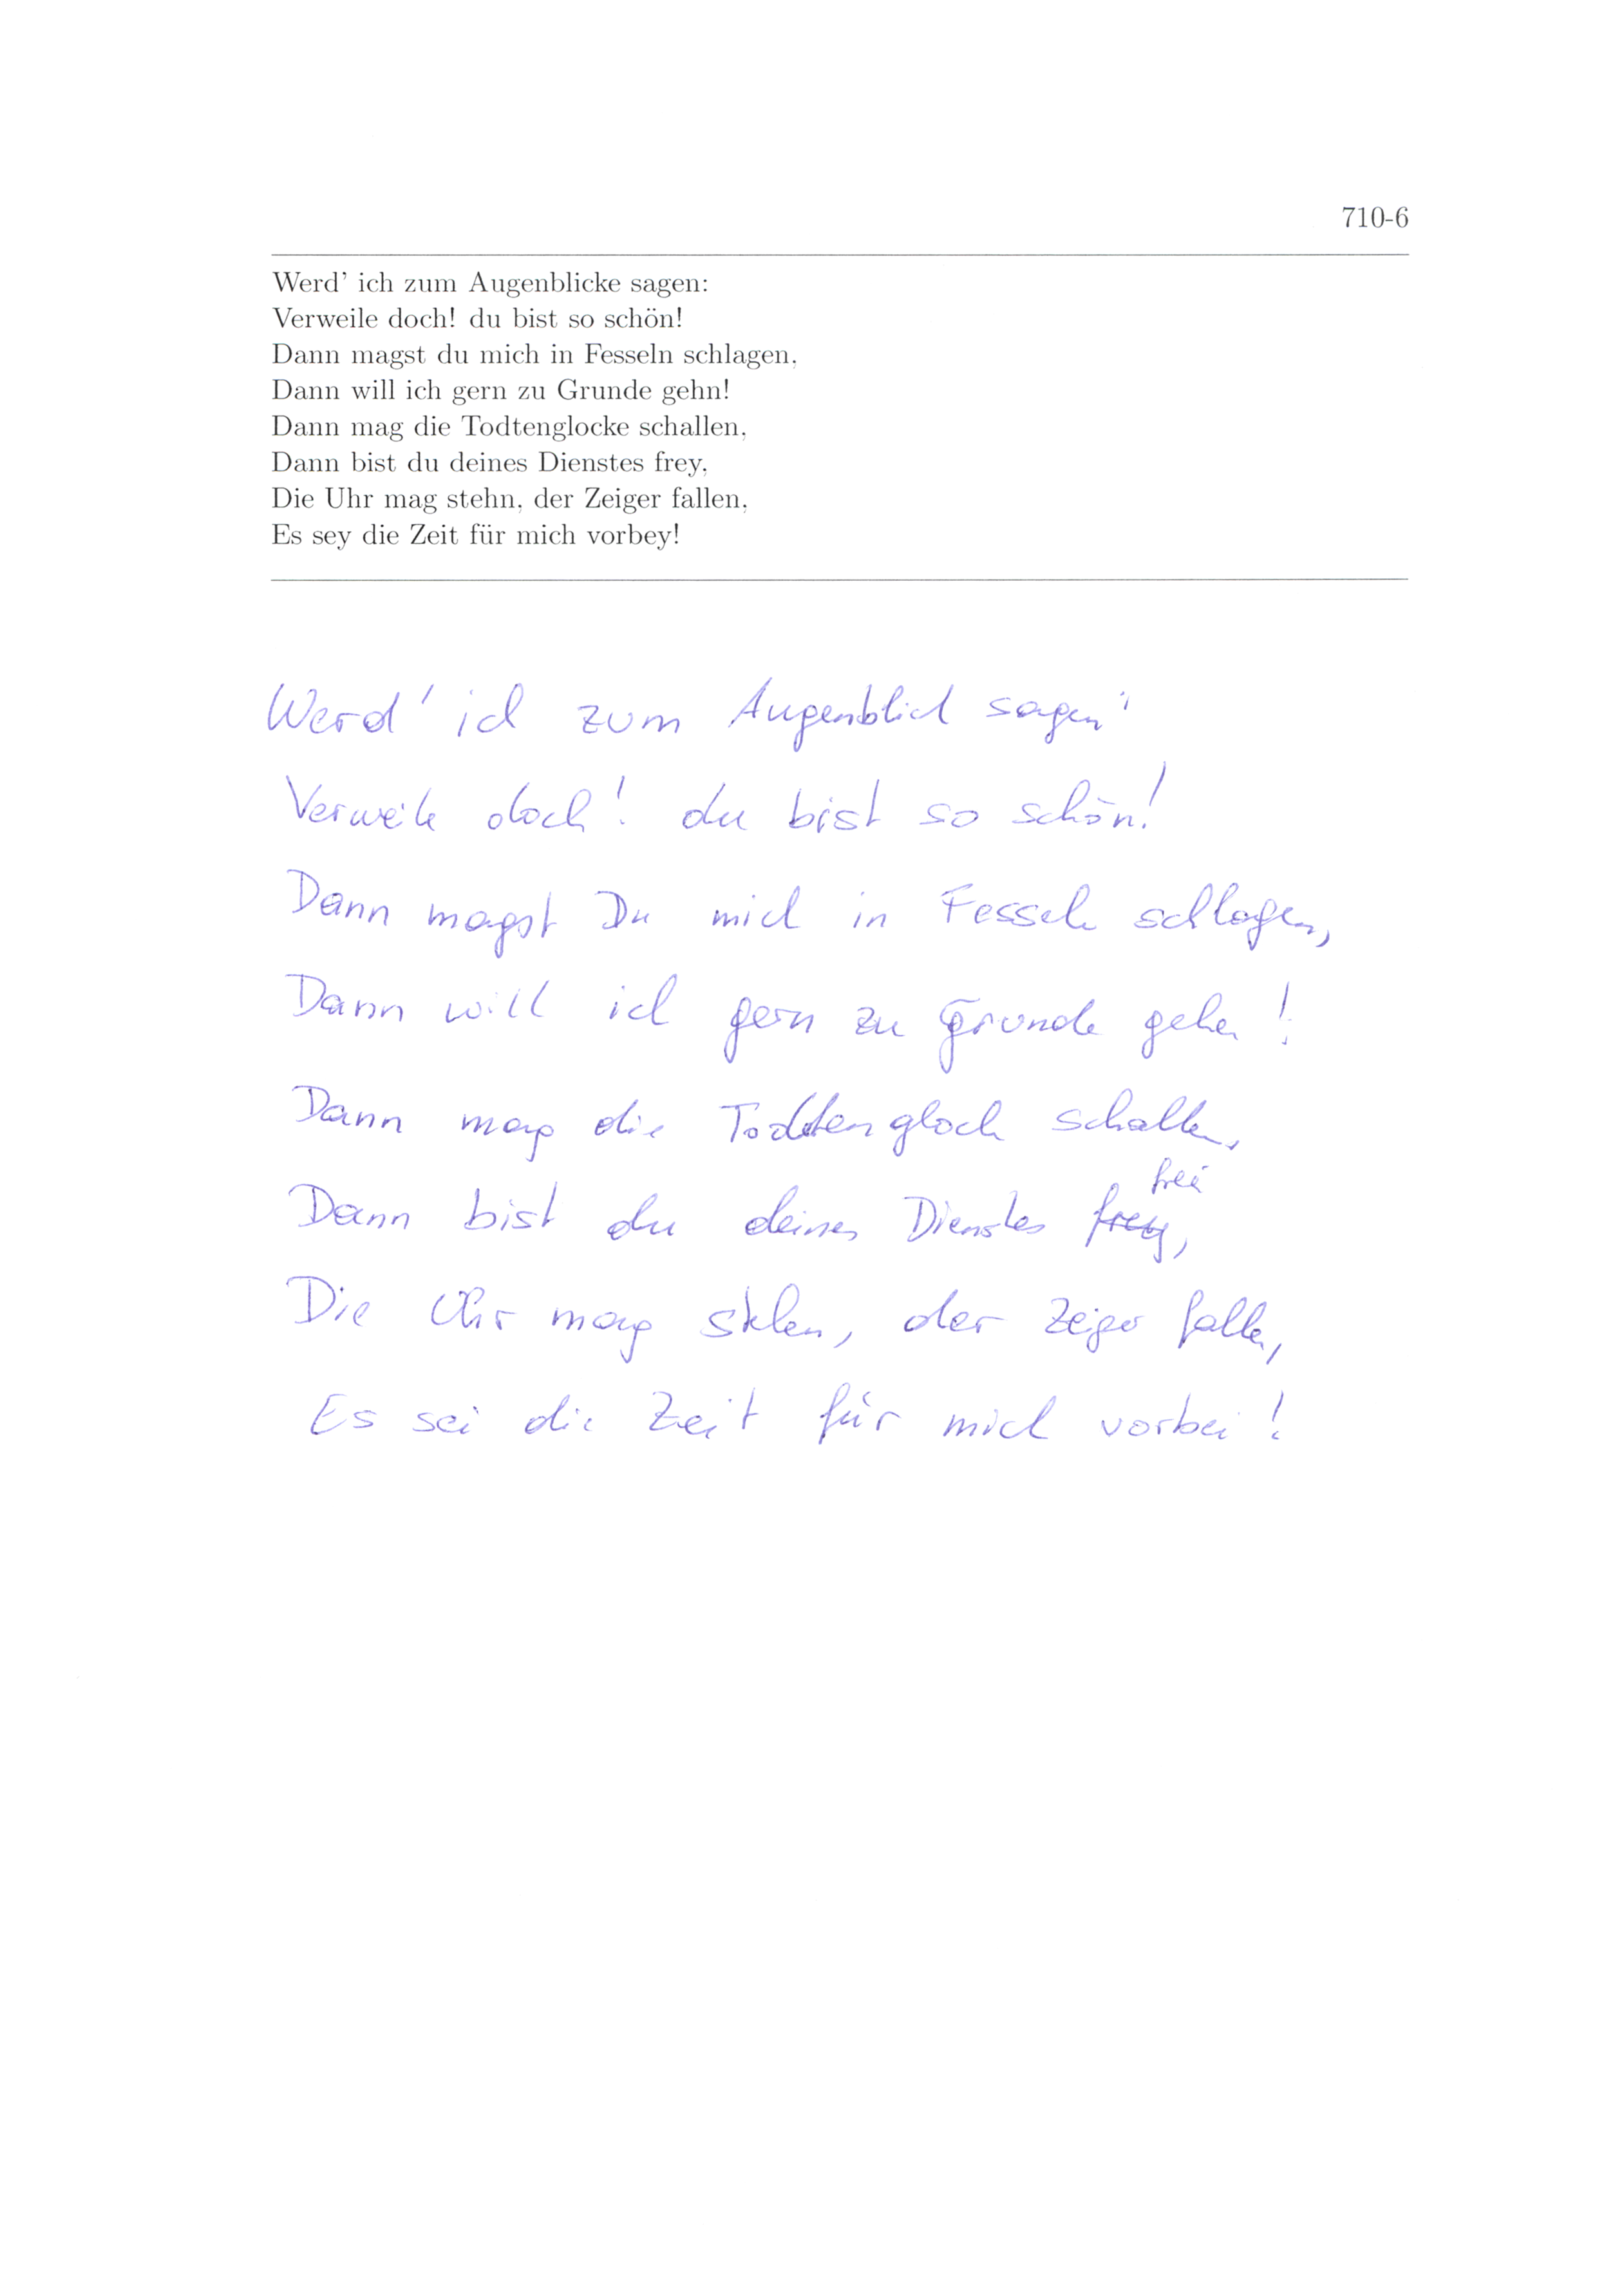 710-6
Werd' ich zum Augenblicke sagen:
Verweile doch! du bist so schön!
Dann magst du mich in Fesseln schlagen,
Dann will ich gern zu Grunde gehn!
Dann mag die Todtenglocke schallen,
Dann bist du deines Dienstes frey,
Die Uhr mag stehn, der Zeiger fallen,
Es sey die Zeit für mich vorbey!
Werd' ich zum Augenblick sagen:
Verweile doch! du bist so schön!
Dann magst Du mich in Fesseln schlagen,
Dann will ich gern zu Grunde gehen!
Dann mag die Todtenglocke schallen,
frei
Dann bist du deines Dienstes frey,
Die Uhr mag stehen, der Zeiger fallen,
Es sei die Zeit für mich vorbei!